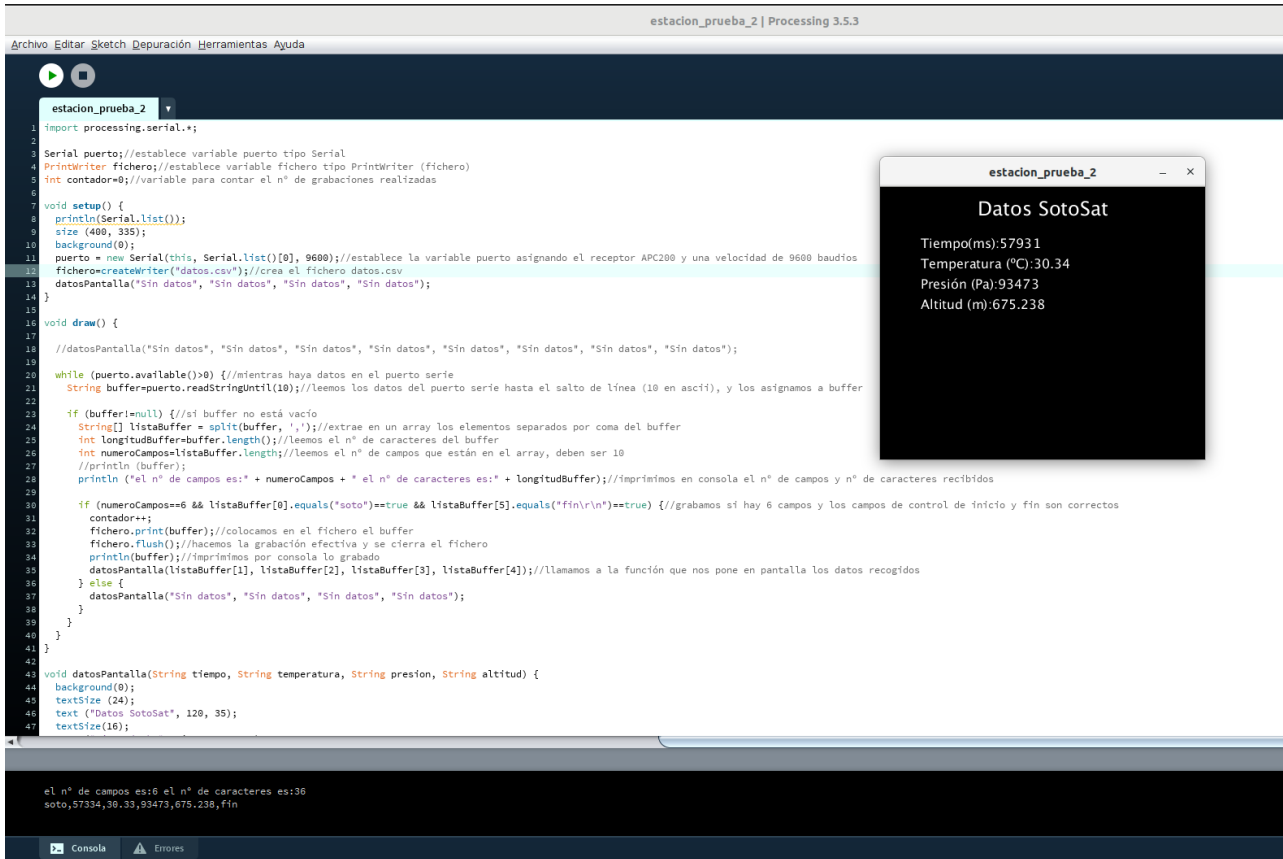 estacion_prueba_2 | Processing 3.5.3
Archivo Editar Sketch Depuración Herramientas Ayuda
estacion_prueba_2
1 import processing.serial.*;
2
3 Serial puerto;//establece variable puerto tipo Serial
4 PrintWriter fichero;//establece variable fichero tipo PrintWriter (fichero)
5 int contador=0;//variable para contar el nº de grabaciones realizadas
6
7 void setup() {
8 println(Serial.list());
9 size (400, 335);
10 background(0);
11 puerto = new Serial(this, Serial.list()[0], 9600);//establece la variable puerto asignando el receptor APC200 y una velocidad de 9600 baudios
12 fichero=createWriter("datos.csv");//crea el fichero datos.csv
13 datosPantalla("Sin datos", "Sin datos", "Sin datos", "Sin datos");
14 }
15
16 void draw() {
17
18 //datosPantalla("Sin datos", "Sin datos", "Sin datos", "Sin datos", "Sin datos", "Sin datos", "Sin datos", "Sin datos");
19
20 while (puerto.available()>0) {//mientras haya datos en el puerto serie
21 String buffer=puerto.readStringUntil(10);//leemos los datos del puerto serie hasta el salto de línea (10 en ascii), y los asignamos a buffer
22
23 if (buffer!=null) {//si buffer no está vacío
24 String[] listaBuffer = split(buffer, ',');//extrae en un array los elementos separados por coma del buffer
25 int longitudBuffer=buffer.length();//leemos el nº de caracteres del buffer
26 int numeroCampos=listaBuffer.length;//leemos el nº de campos que están en el array, deben ser 10
27 //println (buffer);
28 println ("el nº de campos es:" + numeroCampos + " el nº de caracteres es:" + longitudBuffer);//imprimimos en consola el nº de campos y nº de caracteres recibidos
29
30 if (numeroCampos==6 && listaBuffer[0].equals("soto")==true && listaBuffer[5].equals("fin\r\n")==true) {//grabamos si hay 6 campos y los campos de control de inicio y fin son correctos
31 contador++;
32 fichero.print(buffer);//colocamos en el fichero el buffer
33 fichero.flush();//hacemos la grabación efectiva y se cierra el fichero
34 println(buffer);//imprimimos por consola lo grabado
35 datosPantalla(listaBuffer[1], listaBuffer[2], listaBuffer[3], listaBuffer[4]);//llamamos a la función que nos pone en pantalla los datos recogidos
36 } else {
37 datosPantalla("Sin datos", "Sin datos", "Sin datos", "Sin datos");
38 }
39 }
40 }
41 }
42
43 void datosPantalla(String tiempo, String temperatura, String presion, String altitud) {
44 background(0);
45 textSize (24);
46 text ("Datos SotoSat", 120, 35);
47 textSize(16);
estacion_prueba_2
Datos SotoSat
Tiempo(ms):57931
Temperatura (ºC):30.34
Presión (Pa):93473
Altitud (m):675.238
el nº de campos es:6 el nº de caracteres es:36
soto,57334,30.33,93473,675.238,fin
Consola Errores